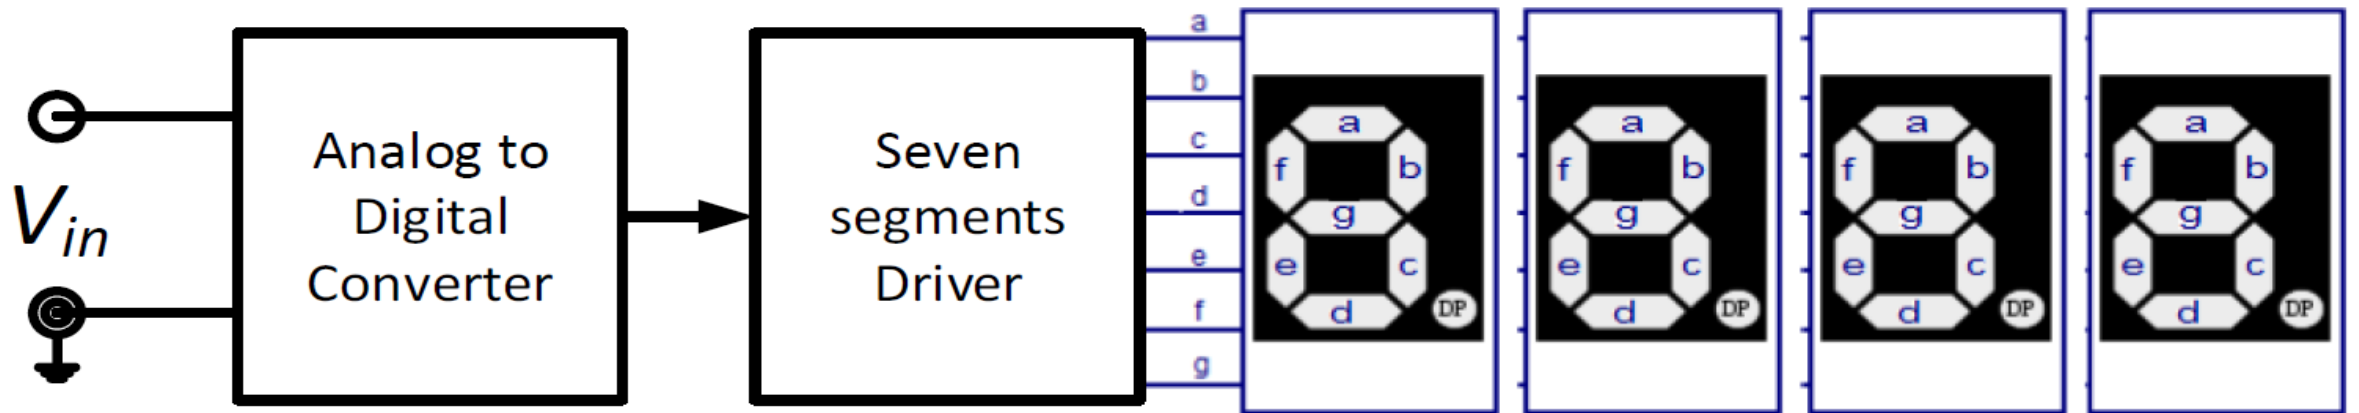 V_in
Analog to
Digital
Converter
Seven
segments
Driver
a
b
c
d
e
f
g
a
f b
g
e c
d DP
a
f b
g
e c
d DP
a
f b
g
e c
d DP
a
f b
g
e c
d DP